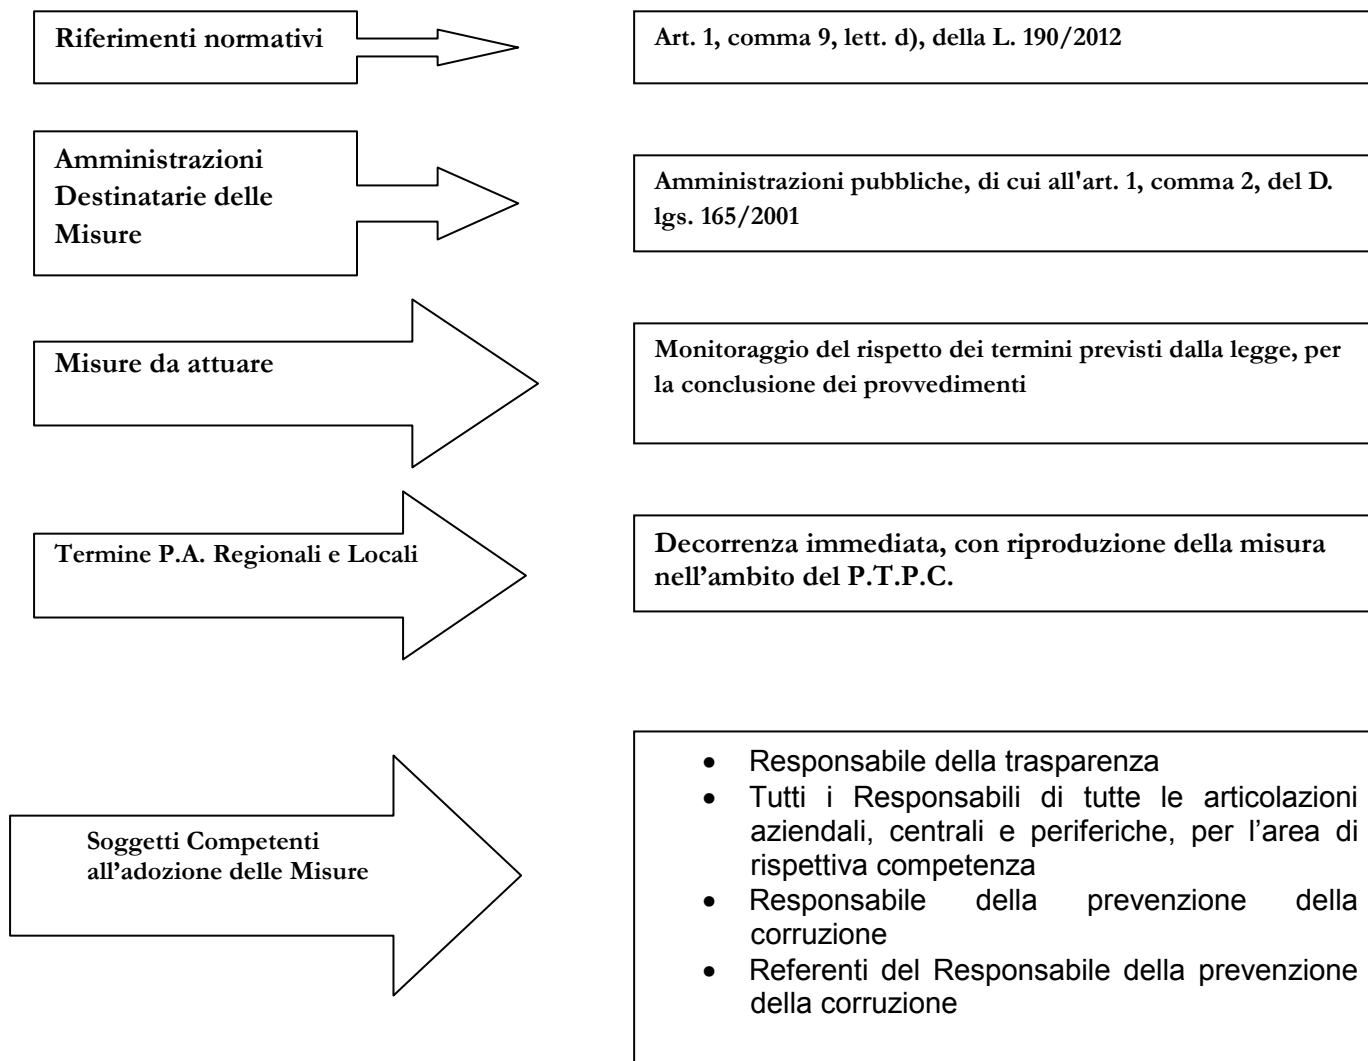 Riferimenti normativi
Art. 1, comma 9, lett. d), della L. 190/2012
Amministrazioni
Destinatarie delle
Misure
Amministrazioni pubbliche, di cui all'art. 1, comma 2, del D.
lgs. 165/2001
Misure da attuare
Monitoraggio del rispetto dei termini previsti dalla legge, per
la conclusione dei provvedimenti
Termine P.A. Regionali e Locali
Decorrenza immediata, con riproduzione della misura
nell’ambito del P.T.P.C.
Soggetti Competenti
all’adozione delle Misure
• Responsabile della trasparenza
• Tutti i Responsabili di tutte le articolazioni
aziendali, centrali e periferiche, per l’area di
rispettiva competenza
• Responsabile della prevenzione della
corruzione
• Referenti del Responsabile della prevenzione
della corruzione